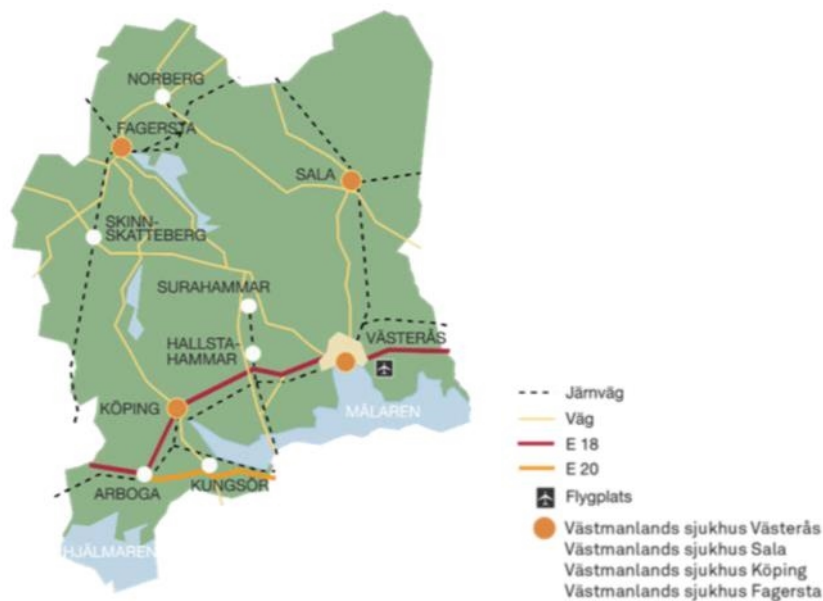 NORBERG
FAGERSTA
SALA
SKINN-
SKATTEBERG
SURAHAMMAR
HALLSTA-
HAMMAR
VÄSTERÅS
KÖPING
MÄLAREN
ARBOGA
KUNGSÖR
HJÄLMAREN
Järnväg
Väg
E 18
E 20
Flygplats
Västmanlands sjukhus Västerås
Västmanlands sjukhus Sala
Västmanlands sjukhus Köping
Västmanlands sjukhus Fagersta